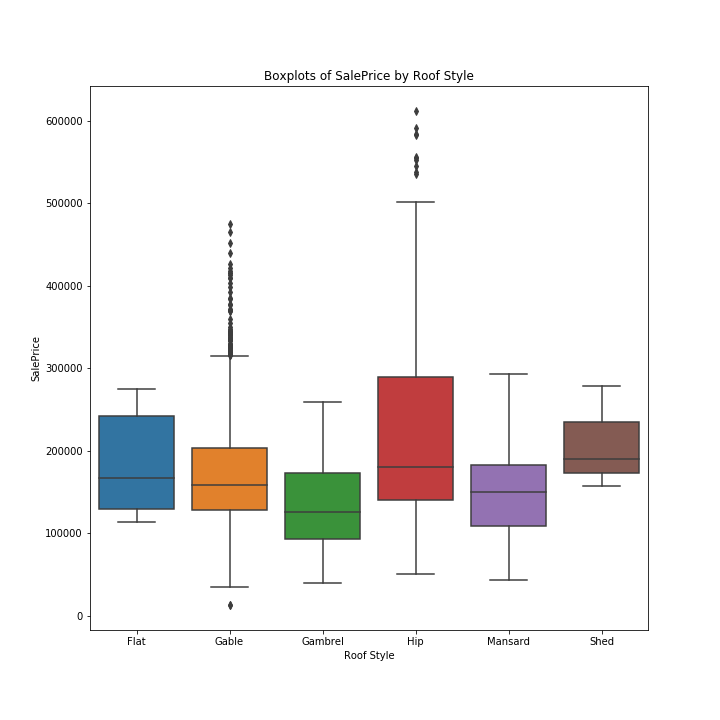 Boxplots of SalePrice by Roof Style
600000
500000
400000
300000
200000
100000
0
SalePrice
Flat Gable Gambrel Hip Mansard Shed
Roof Style